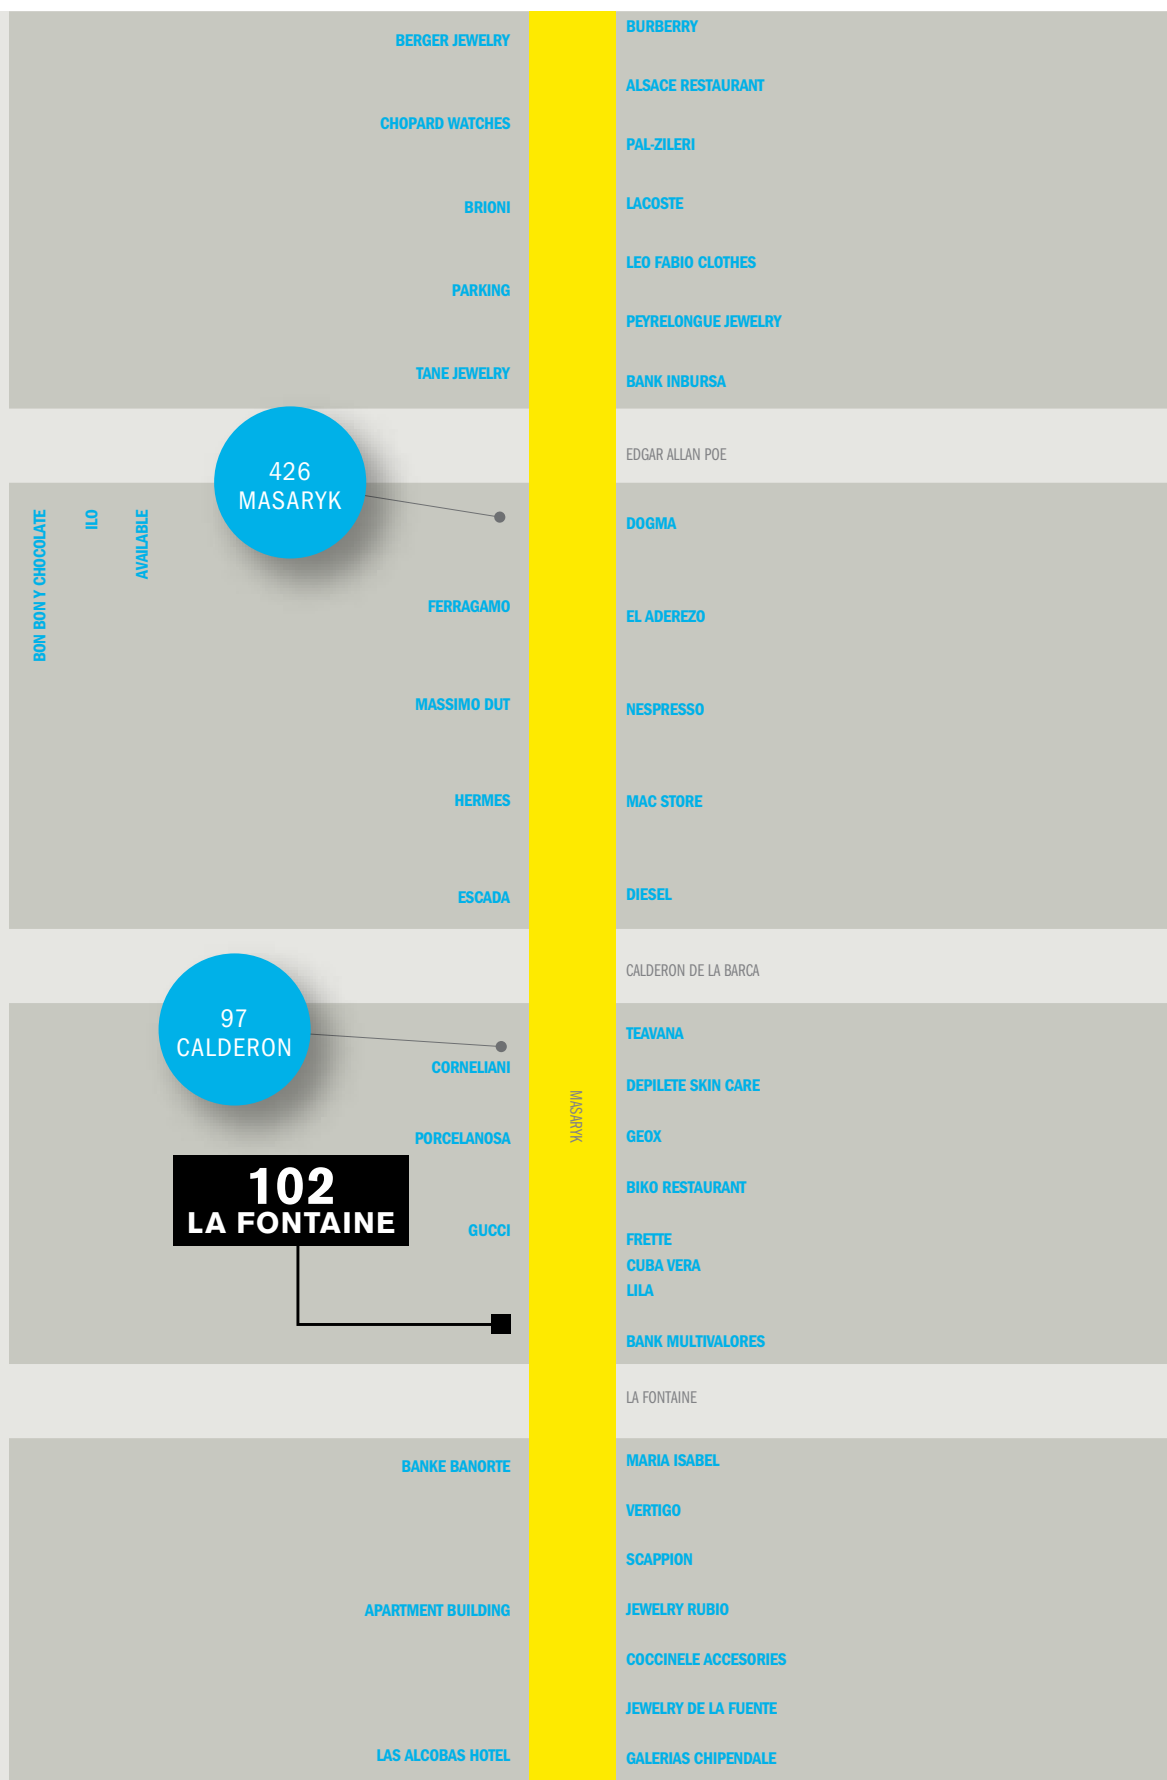 BERGER JEWELRY
CHOPARD WATCHES
BRIONI
PARKING
TANE JEWELRY
BURBERRY
ALSACE RESTAURANT
PAL-ZILERI
LACOSTE
LEO FABIO CLOTHES
PEYRELONGUE JEWELRY
BANK INBURSA
EDGAR ALLAN POE
426
MASARYK
BON BON Y CHOCOLATE
ILO
AVAILABLE
FERRAGAMO
MASSIMO DUT
HERMES
ESCADA
DOGMA
EL ADEREZO
NESPRESSO
MAC STORE
DIESEL
CALDERON DE LA BARCA
97
CALDERON
CORNELIANI
PORCELANOSA
102
LA FONTAINE
GUCCI
MASARYK
TEAVANA
DEPILETE SKIN CARE
GEOX
BIKO RESTAURANT
FRETTE
CUBA VERA
LILA
BANK MULTIVALORES
LA FONTAINE
BANKE BANORTE
APARTMENT BUILDING
LAS ALCOBAS HOTEL
MARIA ISABEL
VERTIGO
SCAPPION
JEWELRY RUBIO
COCCINELE ACCESORIES
JEWELRY DE LA FUENTE
GALERIAS CHIPENDALE